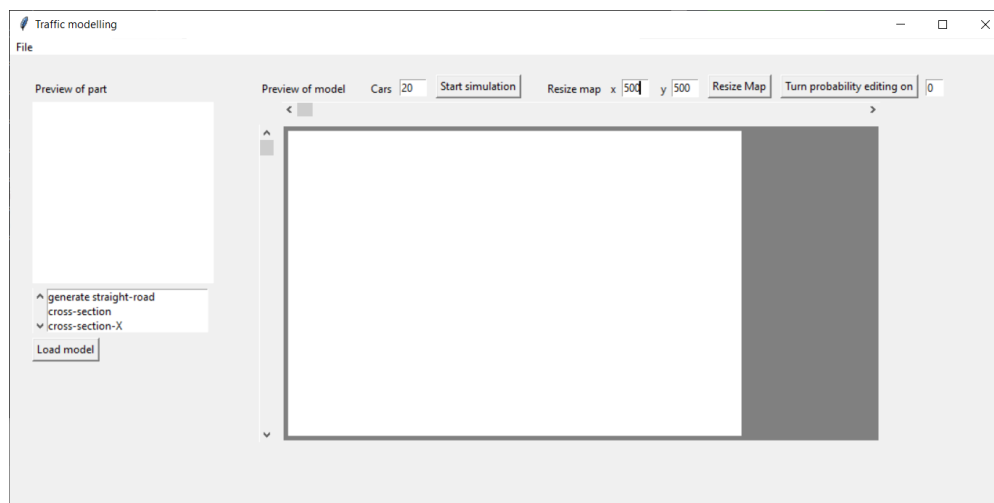 Traffic modelling
File
Preview of part
Preview of model Cars 20 Start simulation Resize map x 500 y 500 Resize Map Turn probability editing on 0
generate straight-road
cross-section
cross-section-X
Load model